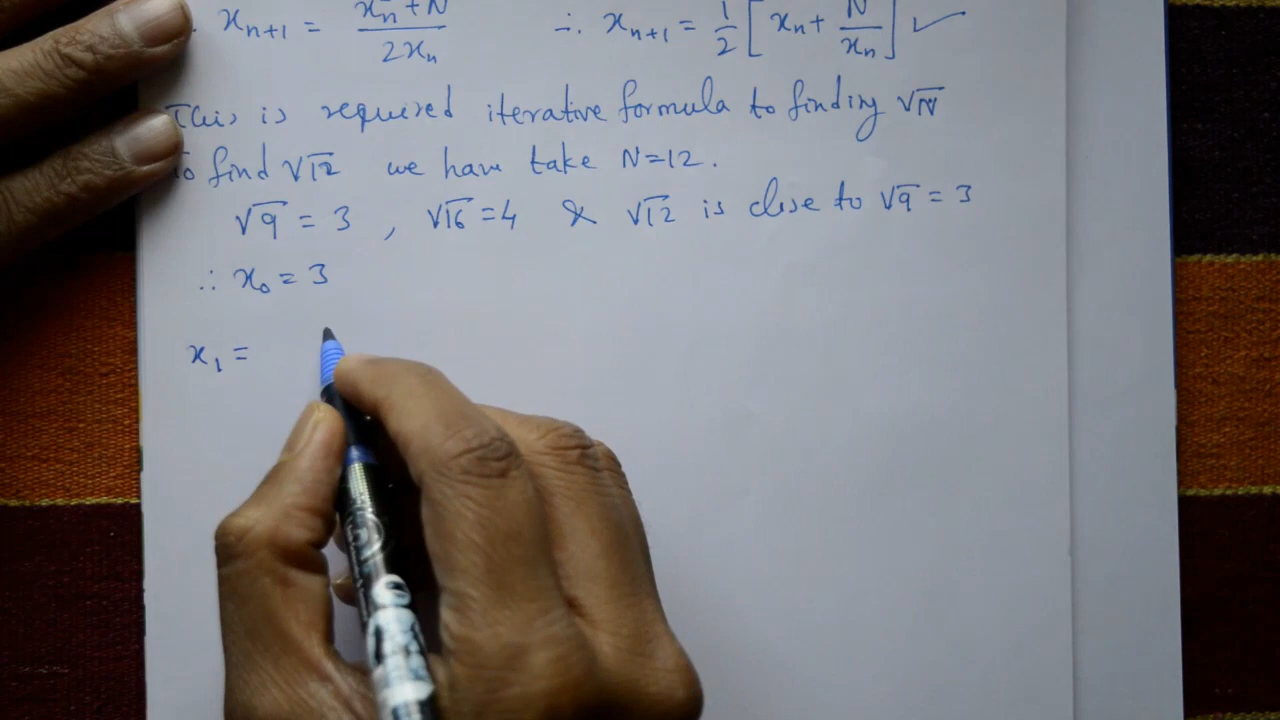 ∴ xₙ₊₁ = (xₙ² + N) / 2xₙ ∴ xₙ₊₁ = 1/2 [xₙ + N/xₙ] ✓
This is required iterative formula to finding √N
To find √12 we have take N=12.
√9 = 3 , √16 = 4 & √12 is close to √9 = 3
∴ x₀ = 3
x₁ =